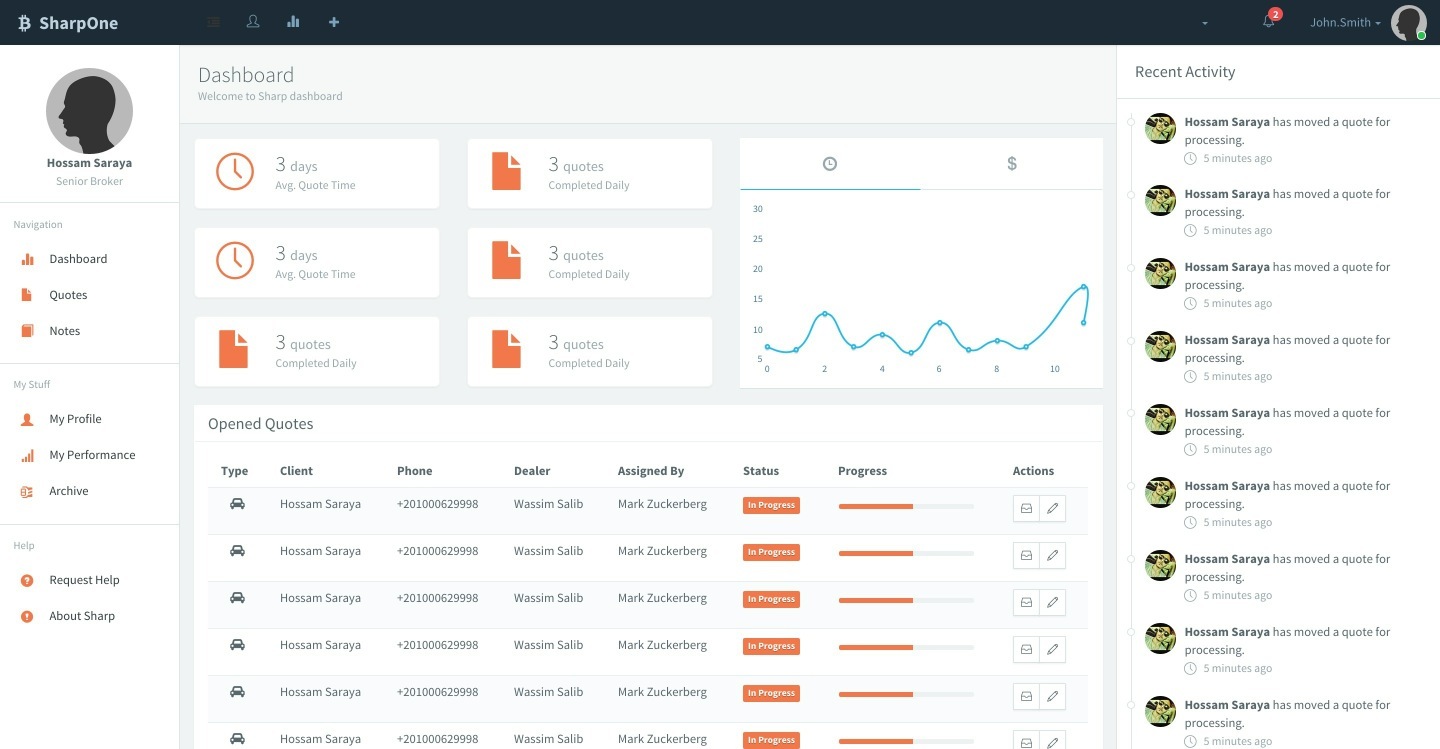 SharpOne
2
John.Smith
Hossam Saraya
Senior Broker
Navigation
Dashboard
Quotes
Notes
My Stuff
My Profile
My Performance
Archive
Help
Request Help
About Sharp
Dashboard
Welcome to Sharp dashboard
3 days
Avg. Quote Time
3 quotes
Completed Daily
3 days
Avg. Quote Time
3 quotes
Completed Daily
3 quotes
Completed Daily
3 quotes
Completed Daily
$
30
25
20
15
10
5
0 2 4 6 8 10
Opened Quotes
Type Client Phone Dealer Assigned By Status Progress Actions
Hossam Saraya +201000629998 Wassim Salib Mark Zuckerberg In Progress
Hossam Saraya +201000629998 Wassim Salib Mark Zuckerberg In Progress
Hossam Saraya +201000629998 Wassim Salib Mark Zuckerberg In Progress
Hossam Saraya +201000629998 Wassim Salib Mark Zuckerberg In Progress
Hossam Saraya +201000629998 Wassim Salib Mark Zuckerberg In Progress
Hossam Saraya +201000629998 Wassim Salib Mark Zuckerberg In Progress
Recent Activity
Hossam Saraya has moved a quote for
processing.
5 minutes ago
Hossam Saraya has moved a quote for
processing.
5 minutes ago
Hossam Saraya has moved a quote for
processing.
5 minutes ago
Hossam Saraya has moved a quote for
processing.
5 minutes ago
Hossam Saraya has moved a quote for
processing.
5 minutes ago
Hossam Saraya has moved a quote for
processing.
5 minutes ago
Hossam Saraya has moved a quote for
processing.
5 minutes ago
Hossam Saraya has moved a quote for
processing.
5 minutes ago
Hossam Saraya has moved a quote for
processing.
5 minutes ago